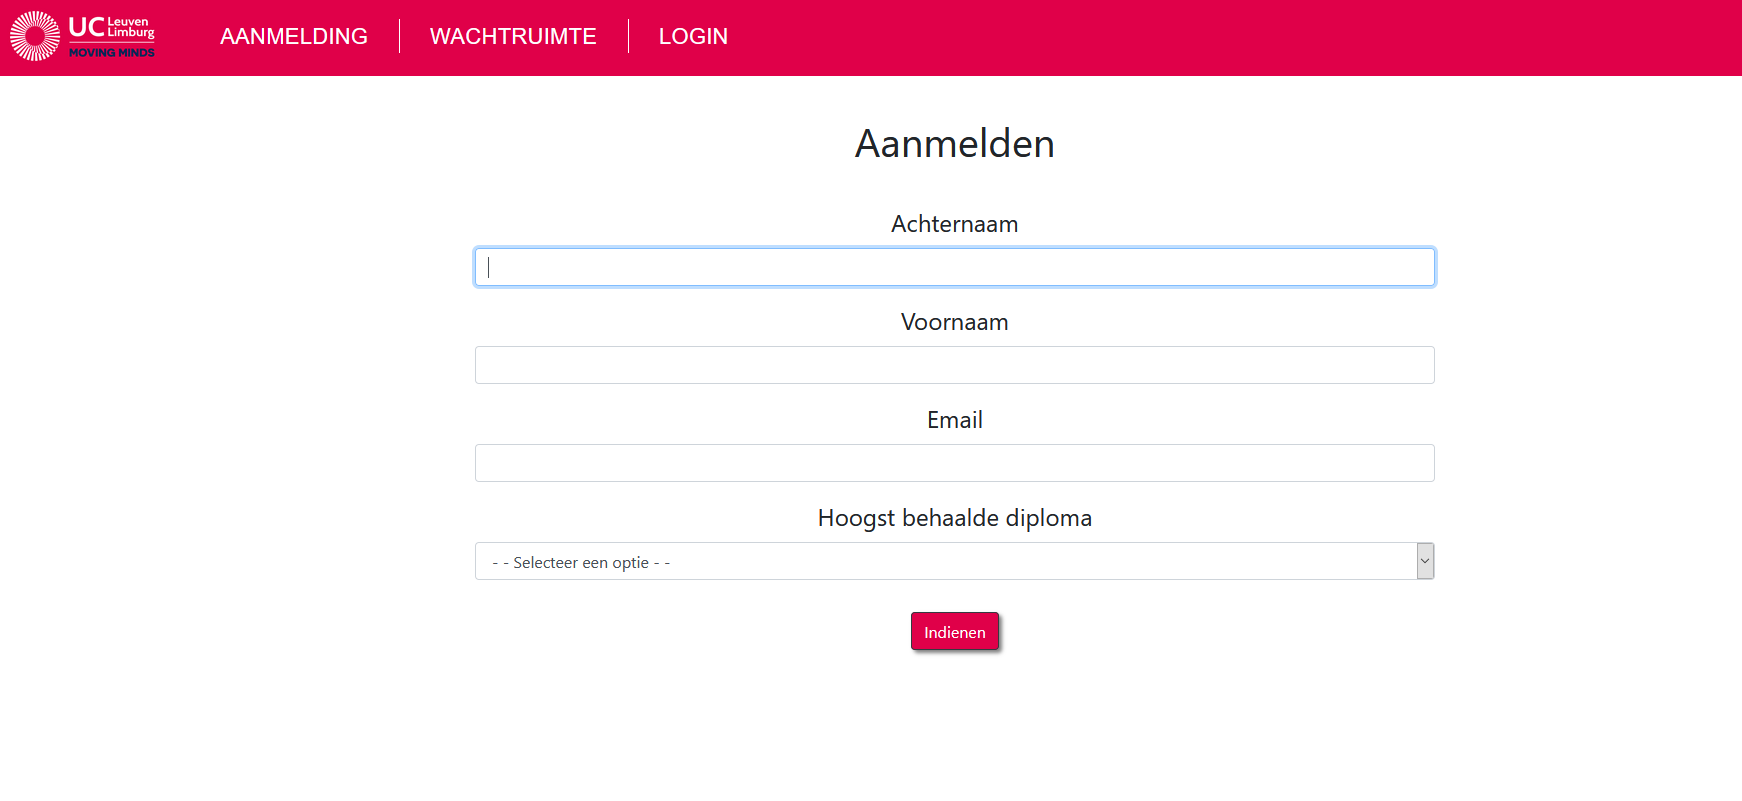 UC Leuven
Limburg
MOVING MINDS
AANMELDING
WACHTRUIMTE
LOGIN
Aanmelden
Achternaam
Voornaam
Email
Hoogst behaalde diploma
- - Selecteer een optie - -
Indienen